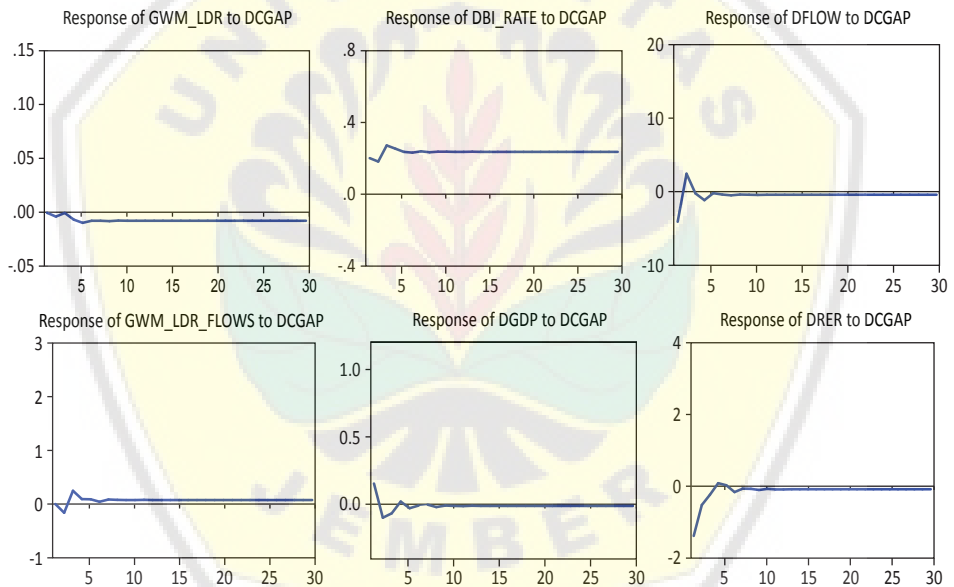 Response of GWM_LDR to DCGAP
.15
.10
.05
.00
-.05
5 10 15 20 25 30
Response of DBI_RATE to DCGAP
.8
.4
.0
-.4
5 10 15 20 25 30
Response of DFLOW to DCGAP
20
10
0
-10
5 10 15 20 25 30
Response of GWM_LDR_FLOWS to DCGAP
3
2
1
0
-1
5 10 15 20 25 30
Response of DGDP to DCGAP
1.0
0.5
0.0
5 10 15 20 25 30
Response of DRER to DCGAP
4
2
0
-2
5 10 15 20 25 30